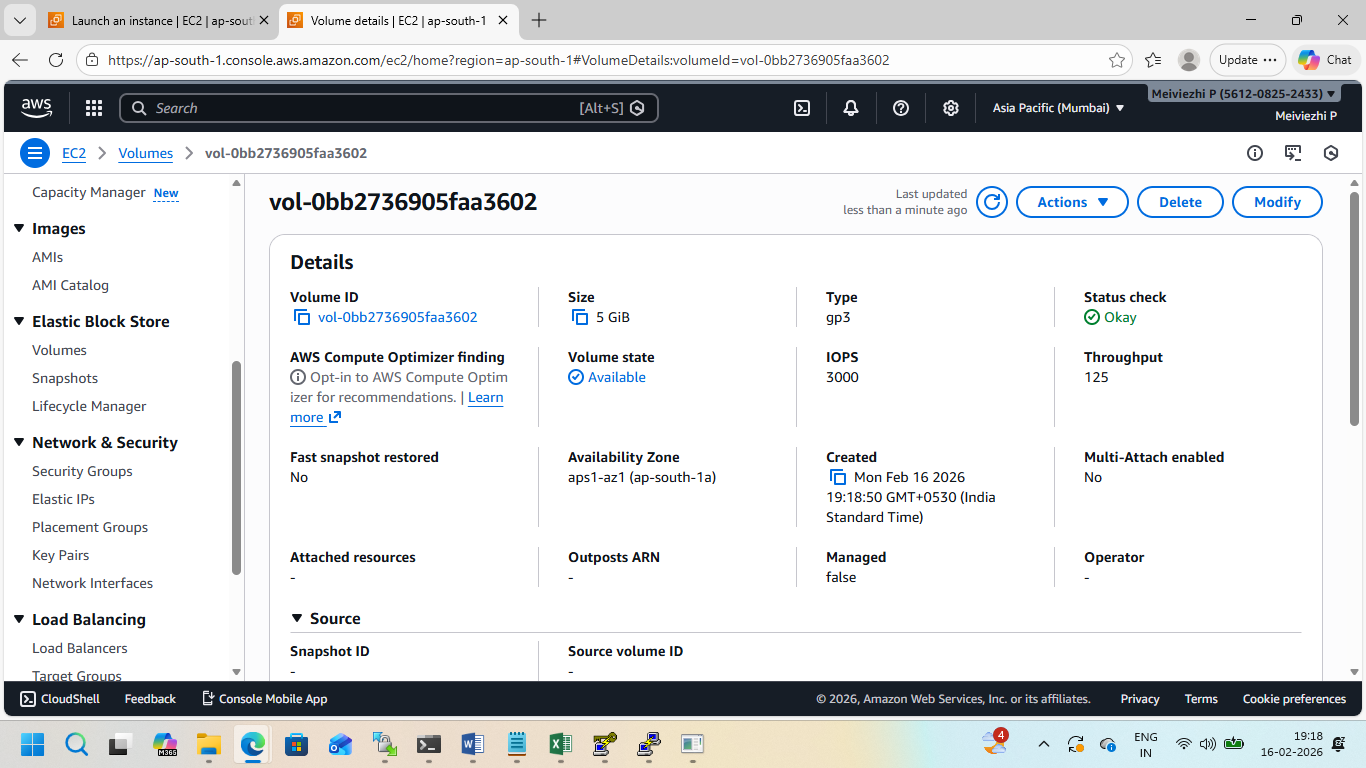 Launch an instance | EC2 | ap-sout
Volume details | EC2 | ap-south-1
https://ap-south-1.console.aws.amazon.com/ec2/home?region=ap-south-1#VolumeDetails:volumeId=vol-0bb2736905faa3602
Update
Chat
aws
Search
[Alt+S]
Asia Pacific (Mumbai)
Meiviezhi P (5612-0825-2433)
Meiviezhi P
EC2
Volumes
vol-0bb2736905faa3602
Capacity Manager New
Images
AMIs
AMI Catalog
Elastic Block Store
Volumes
Snapshots
Lifecycle Manager
Network & Security
Security Groups
Elastic IPs
Placement Groups
Key Pairs
Network Interfaces
Load Balancing
Load Balancers
Target Groups
vol-0bb2736905faa3602
Last updated
less than a minute ago
Actions
Delete
Modify
Details
Volume ID
vol-0bb2736905faa3602
Size
5 GiB
Type
gp3
Status check
Okay
AWS Compute Optimizer finding
Opt-in to AWS Compute Optim
izer for recommendations. | Learn
more
Volume state
Available
IOPS
3000
Throughput
125
Fast snapshot restored
No
Availability Zone
aps1-az1 (ap-south-1a)
Created
Mon Feb 16 2026
19:18:50 GMT+0530 (India
Standard Time)
Multi-Attach enabled
No
Attached resources
-
Outposts ARN
-
Managed
false
Operator
-
Source
Snapshot ID
-
Source volume ID
-
CloudShell
Feedback
Console Mobile App
© 2026, Amazon Web Services, Inc. or its affiliates.
Privacy
Terms
Cookie preferences
M365
4
ENG
IN
19:18
16-02-2026